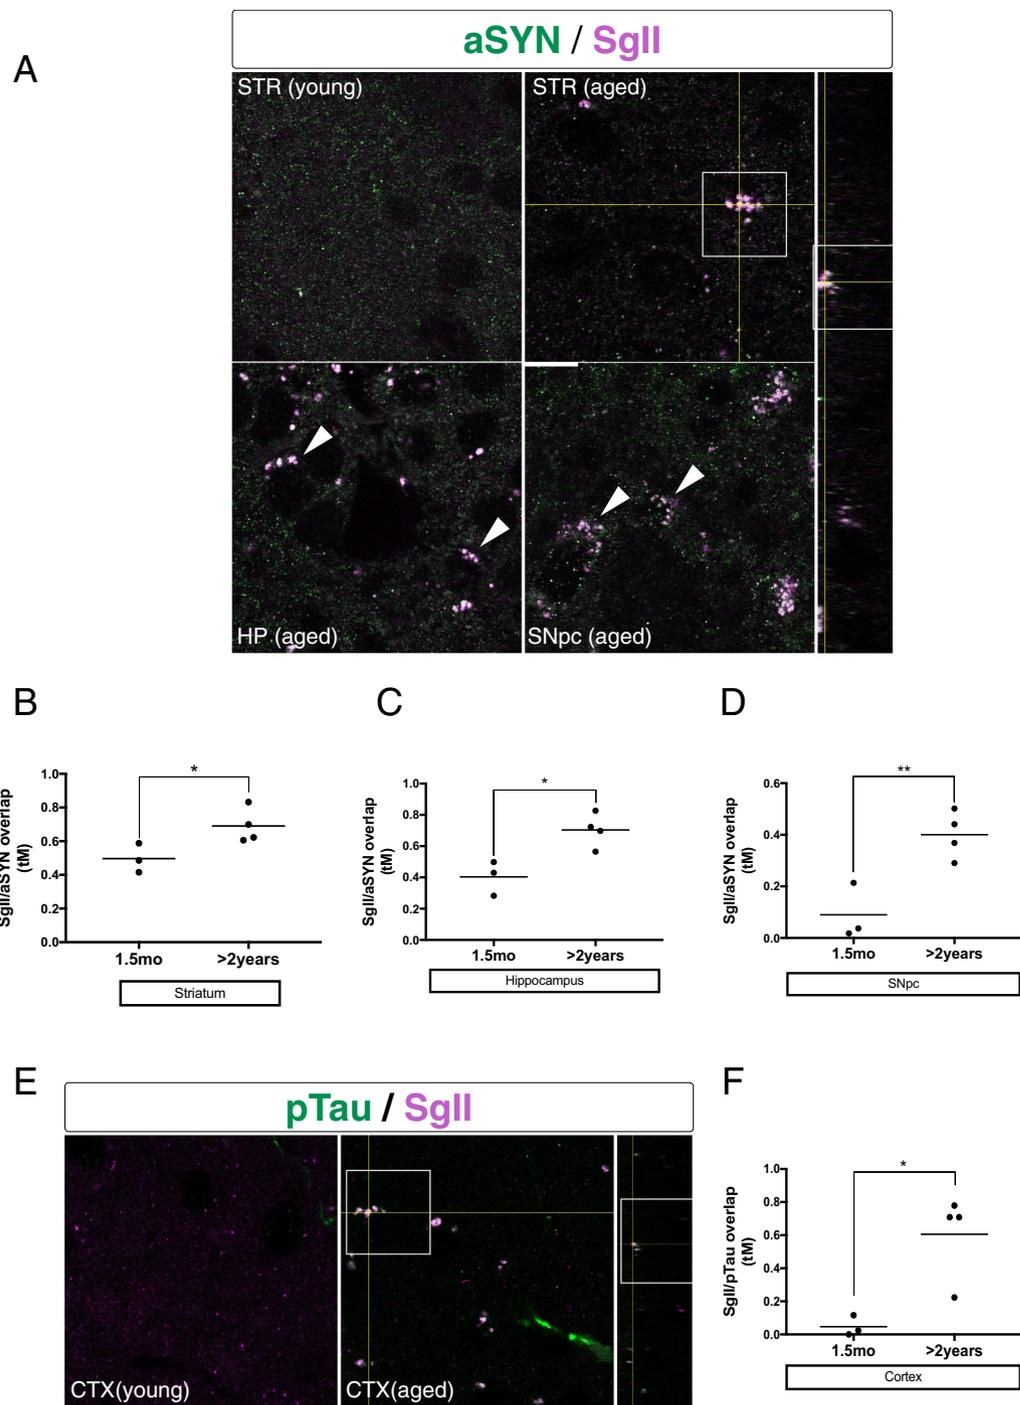 A
aSYN / SgII
STR (young)
STR (aged)
HP (aged)
SNpc (aged)
B
SgII/aSYN overlap
(tM)
1.0
0.8
0.6
0.4
0.2
0.0
*
1.5mo
>2years
Striatum
C
SgII/aSYN overlap
(tM)
1.0
0.8
0.6
0.4
0.2
0.0
*
1.5mo
>2years
Hippocampus
D
SgII/aSYN overlap
(tM)
0.6
0.4
0.2
0.0
**
1.5mo
>2years
SNpc
E
pTau / SgII
CTX(young)
CTX(aged)
F
SgII/pTau overlap
(tM)
1.0
0.8
0.6
0.4
0.2
0.0
*
1.5mo
>2years
Cortex